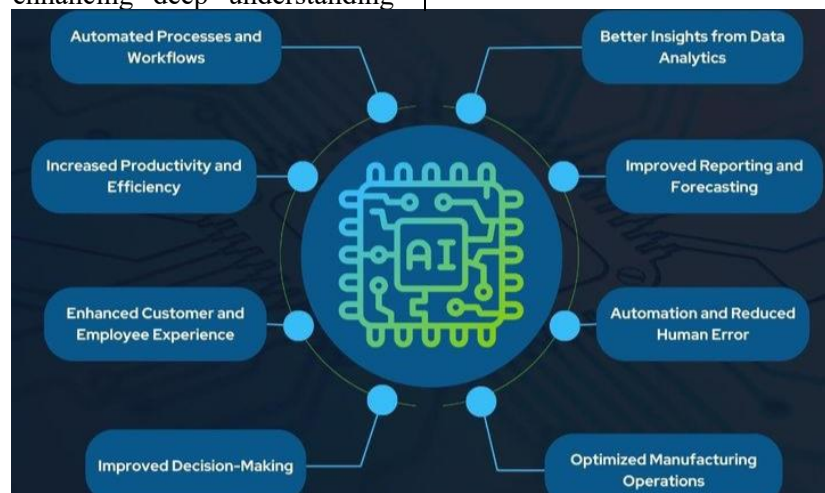 enhancing deep understanding
Automated Processes and
Workflows
Better Insights from Data
Analytics
Increased Productivity and
Efficiency
Improved Reporting and
Forecasting
AI
Enhanced Customer and
Employee Experience
Automation and Reduced
Human Error
Improved Decision-Making
Optimized Manufacturing
Operations